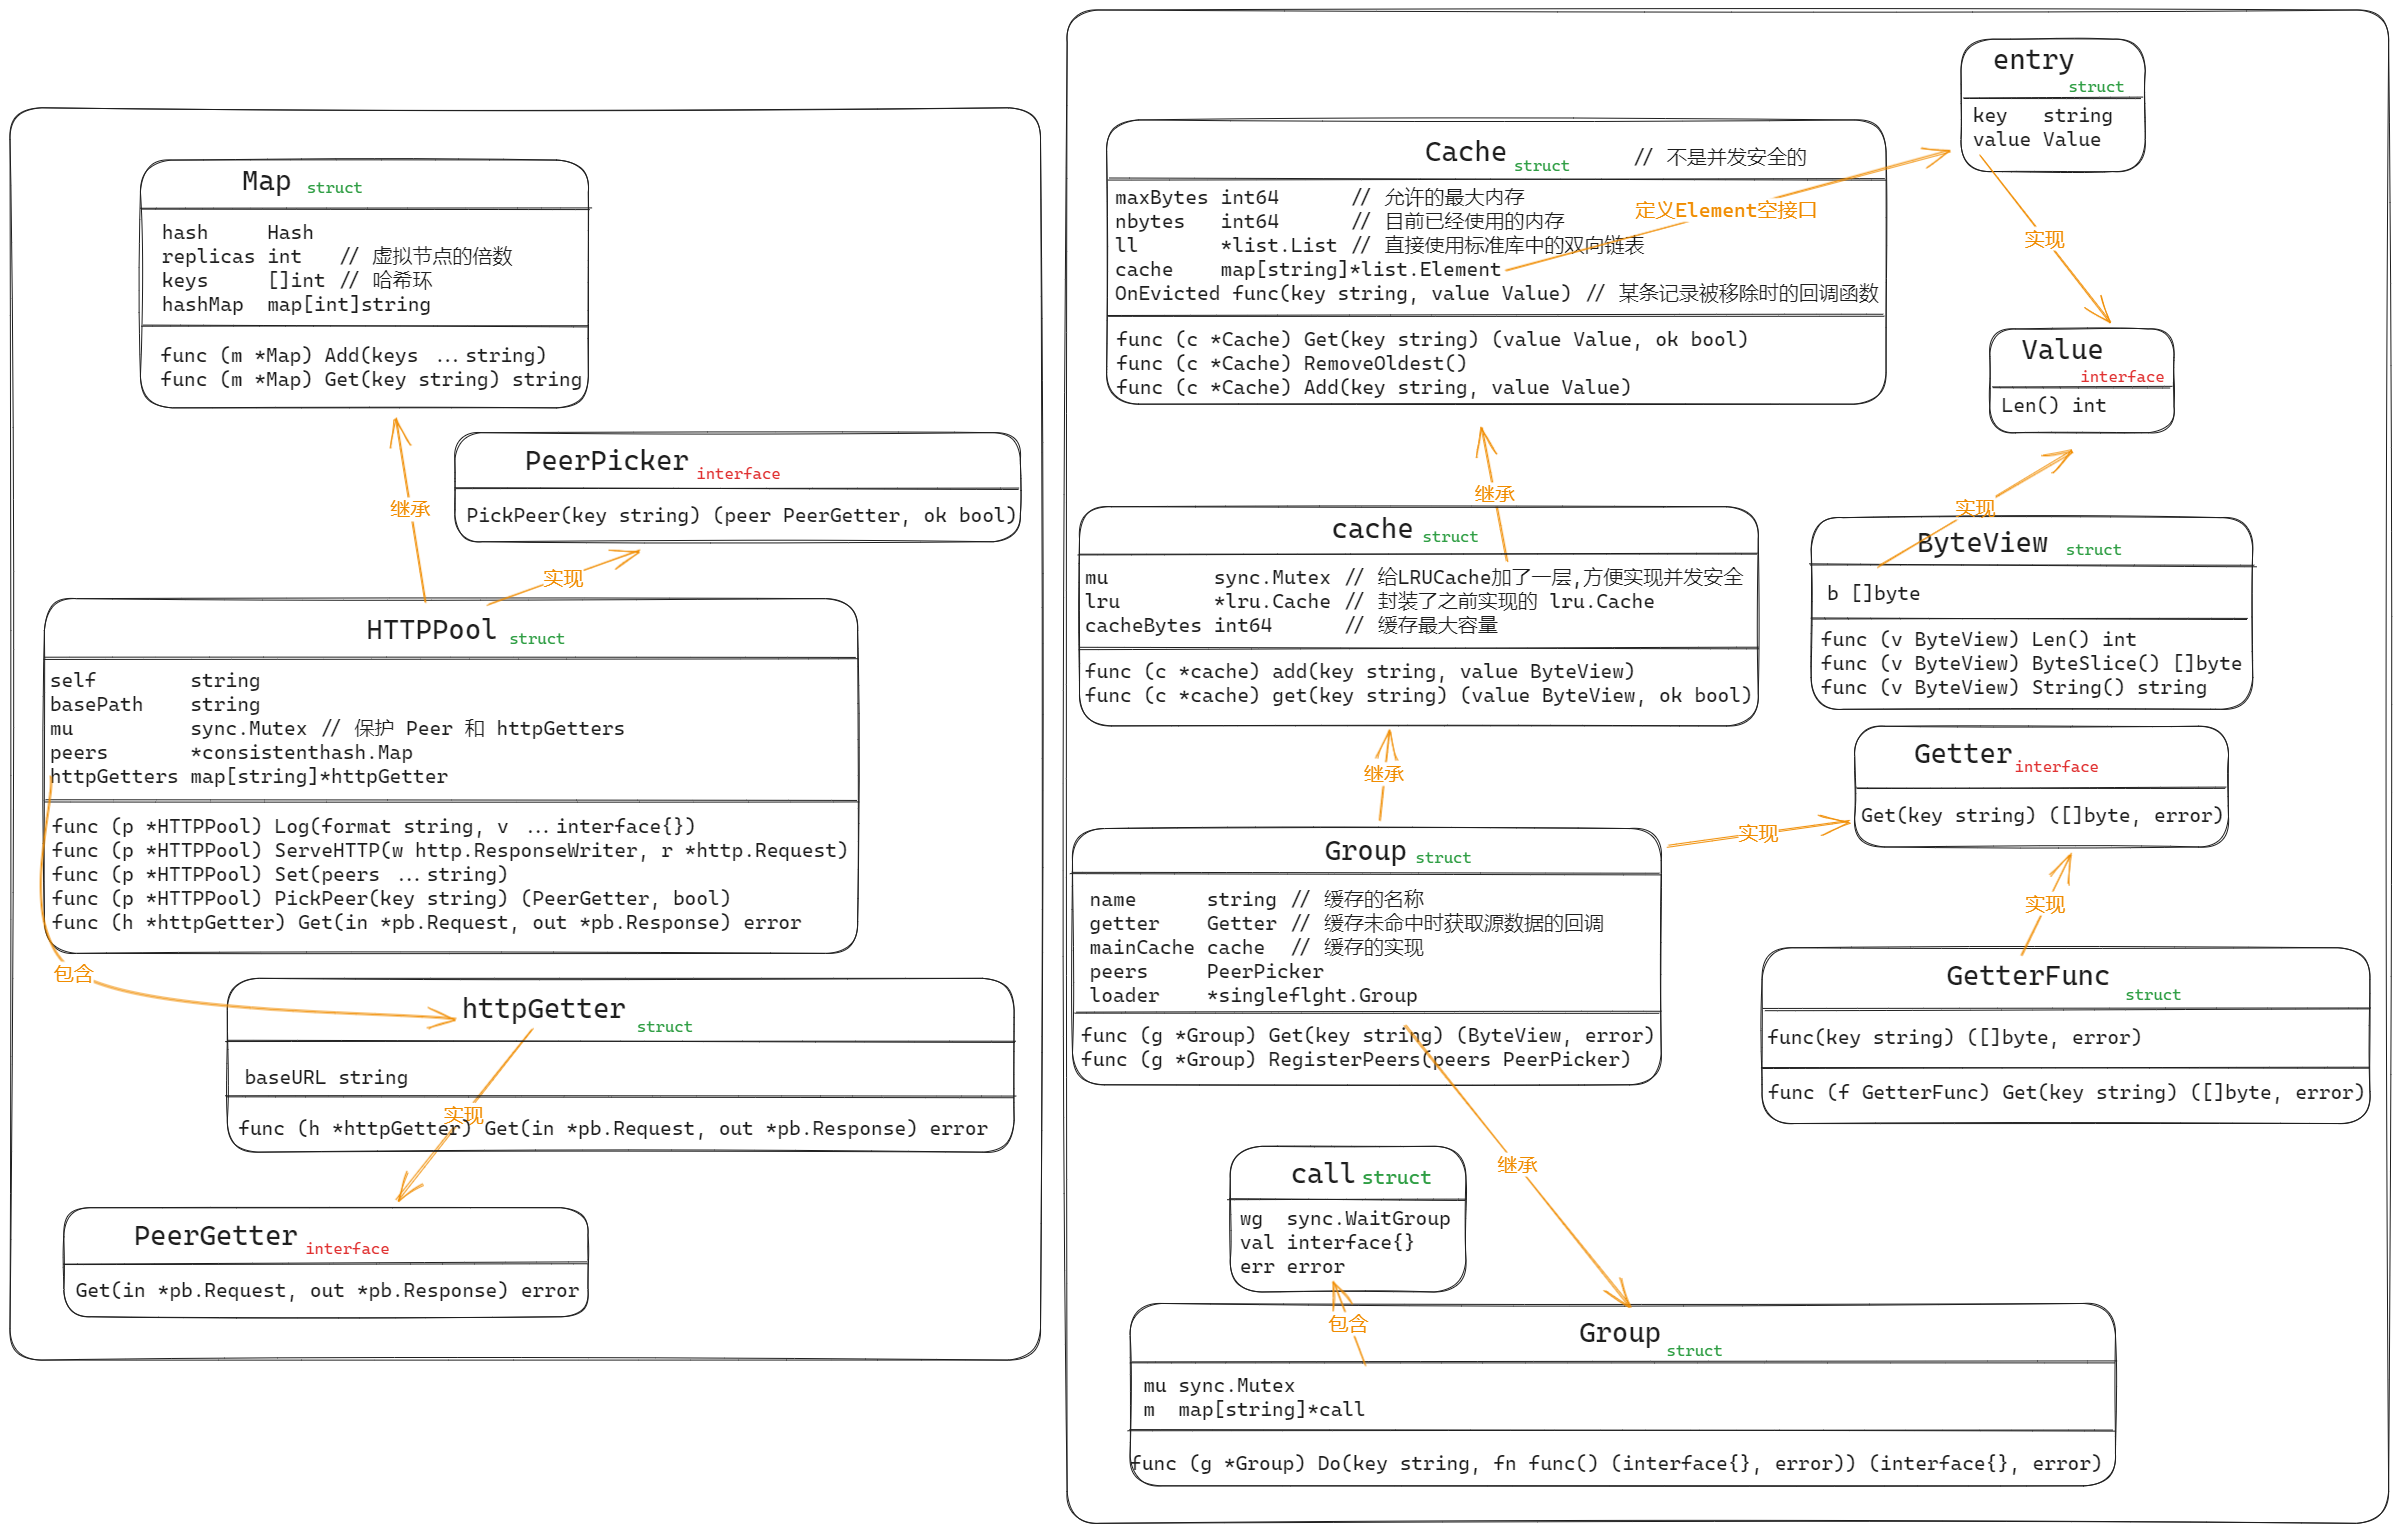 Map struct
hash     Hash
replicas int   // 虚拟节点的倍数
keys     []int // 哈希环
hashMap  map[int]string
func (m *Map) Add(keys ...string)
func (m *Map) Get(key string) string
继承
PeerPicker interface
PickPeer(key string) (peer PeerGetter, ok bool)
实现
HTTPPool struct
self        string
basePath    string
mu          sync.Mutex // 保护 Peer 和 httpGetters
peers       *consistenthash.Map
httpGetters map[string]*httpGetter
func (p *HTTPPool) Log(format string, v ...interface{})
func (p *HTTPPool) ServeHTTP(w http.ResponseWriter, r *http.Request)
func (p *HTTPPool) Set(peers ...string)
func (p *HTTPPool) PickPeer(key string) (PeerGetter, bool)
func (h *httpGetter) Get(in *pb.Request, out *pb.Response) error
包含
httpGetter struct
baseURL string
实现
func (h *httpGetter) Get(in *pb.Request, out *pb.Response) error
PeerGetter interface
Get(in *pb.Request, out *pb.Response) error
entry struct
key   string
value Value
Cache struct // 不是并发安全的
maxBytes int64      // 允许的最大内存
nbytes   int64      // 目前已经使用的内存
ll       *list.List // 直接使用标准库中的双向链表
cache    map[string]*list.Element
OnEvicted func(key string, value Value) // 某条记录被移除时的回调函数
func (c *Cache) Get(key string) (value Value, ok bool)
func (c *Cache) RemoveOldest()
func (c *Cache) Add(key string, value Value)
定义Element空接口
实现
Value interface
Len() int
继承
实现
cache struct
mu         sync.Mutex // 给LRUCache加了一层,方便实现并发安全
lru        *lru.Cache // 封装了之前实现的 lru.Cache
cacheBytes int64      // 缓存最大容量
func (c *cache) add(key string, value ByteView)
func (c *cache) get(key string) (value ByteView, ok bool)
ByteView struct
b []byte
func (v ByteView) Len() int
func (v ByteView) ByteSlice() []byte
func (v ByteView) String() string
继承
Getter interface
Get(key string) ([]byte, error)
实现
Group struct
name      string // 缓存的名称
getter    Getter // 缓存未命中时获取源数据的回调
mainCache cache  // 缓存的实现
peers     PeerPicker
loader    *singleflght.Group
func (g *Group) Get(key string) (ByteView, error)
func (g *Group) RegisterPeers(peers PeerPicker)
实现
GetterFunc struct
func(key string) ([]byte, error)
func (f GetterFunc) Get(key string) ([]byte, error)
继承
call struct
wg  sync.WaitGroup
val interface{}
err error
包含
Group struct
mu sync.Mutex
m  map[string]*call
func (g *Group) Do(key string, fn func() (interface{}, error)) (interface{}, error)